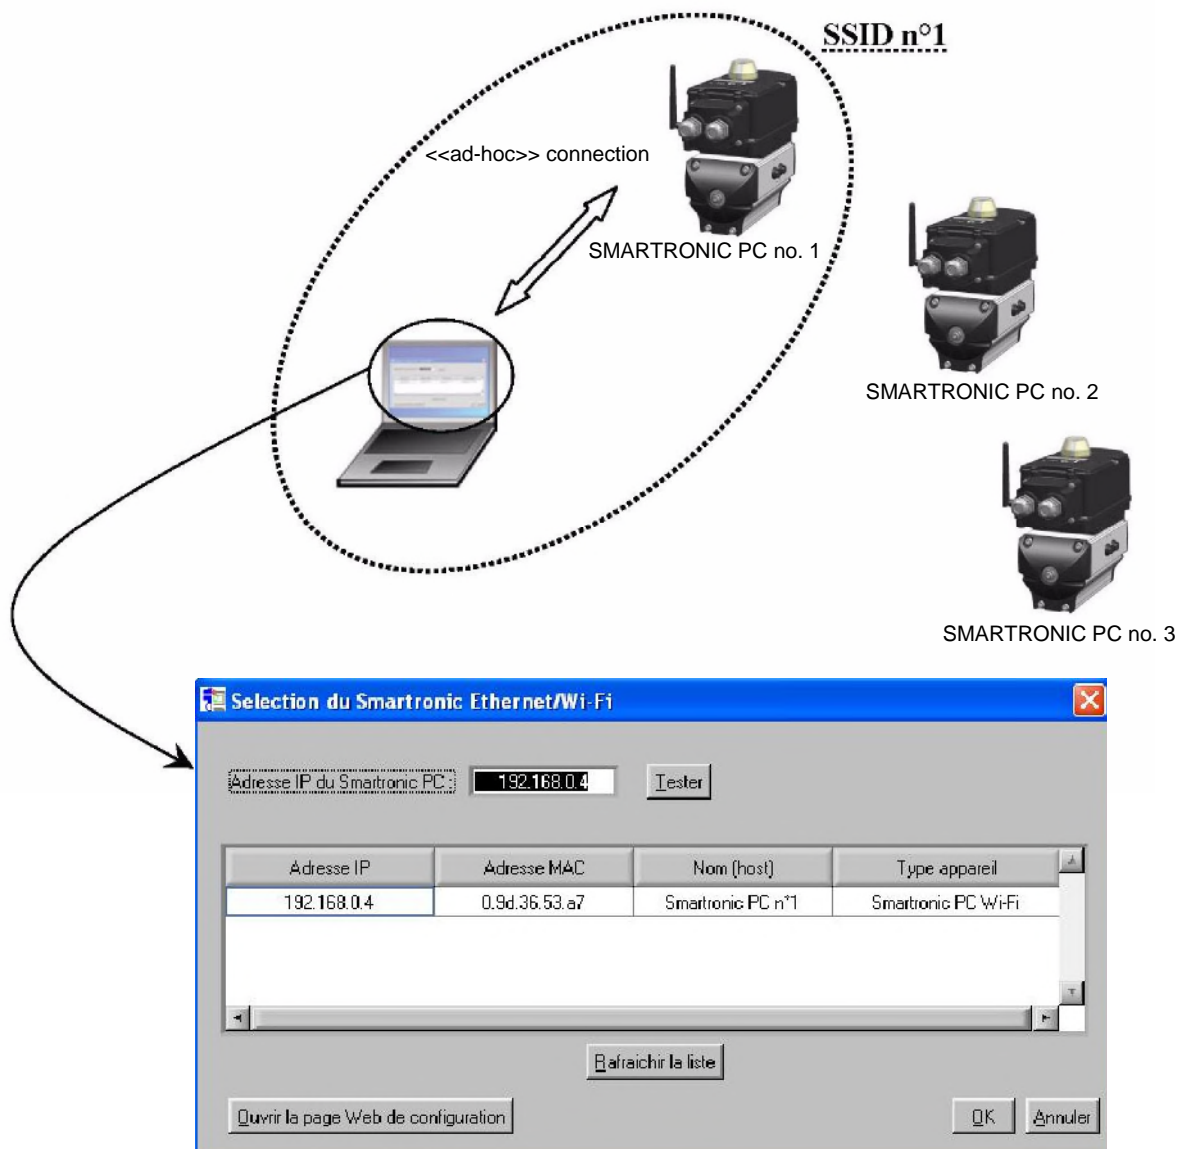 SSID n°1
<<ad-hoc>> connection
SMARTRONIC PC no. 1
SMARTRONIC PC no. 2
SMARTRONIC PC no. 3
Selection du Smartronic Ethernet/Wi-Fi
Adresse IP du Smartronic PC : 192.168.0.4 Tester
Adresse IP Adresse MAC Nom (host) Type appareil
192.168.0.4 0.9d.36.53.a7 Smartronic PC n°1 Smartronic PC Wi-Fi
Rafraichir la liste
Ouvrir la page Web de configuration OK Annuler